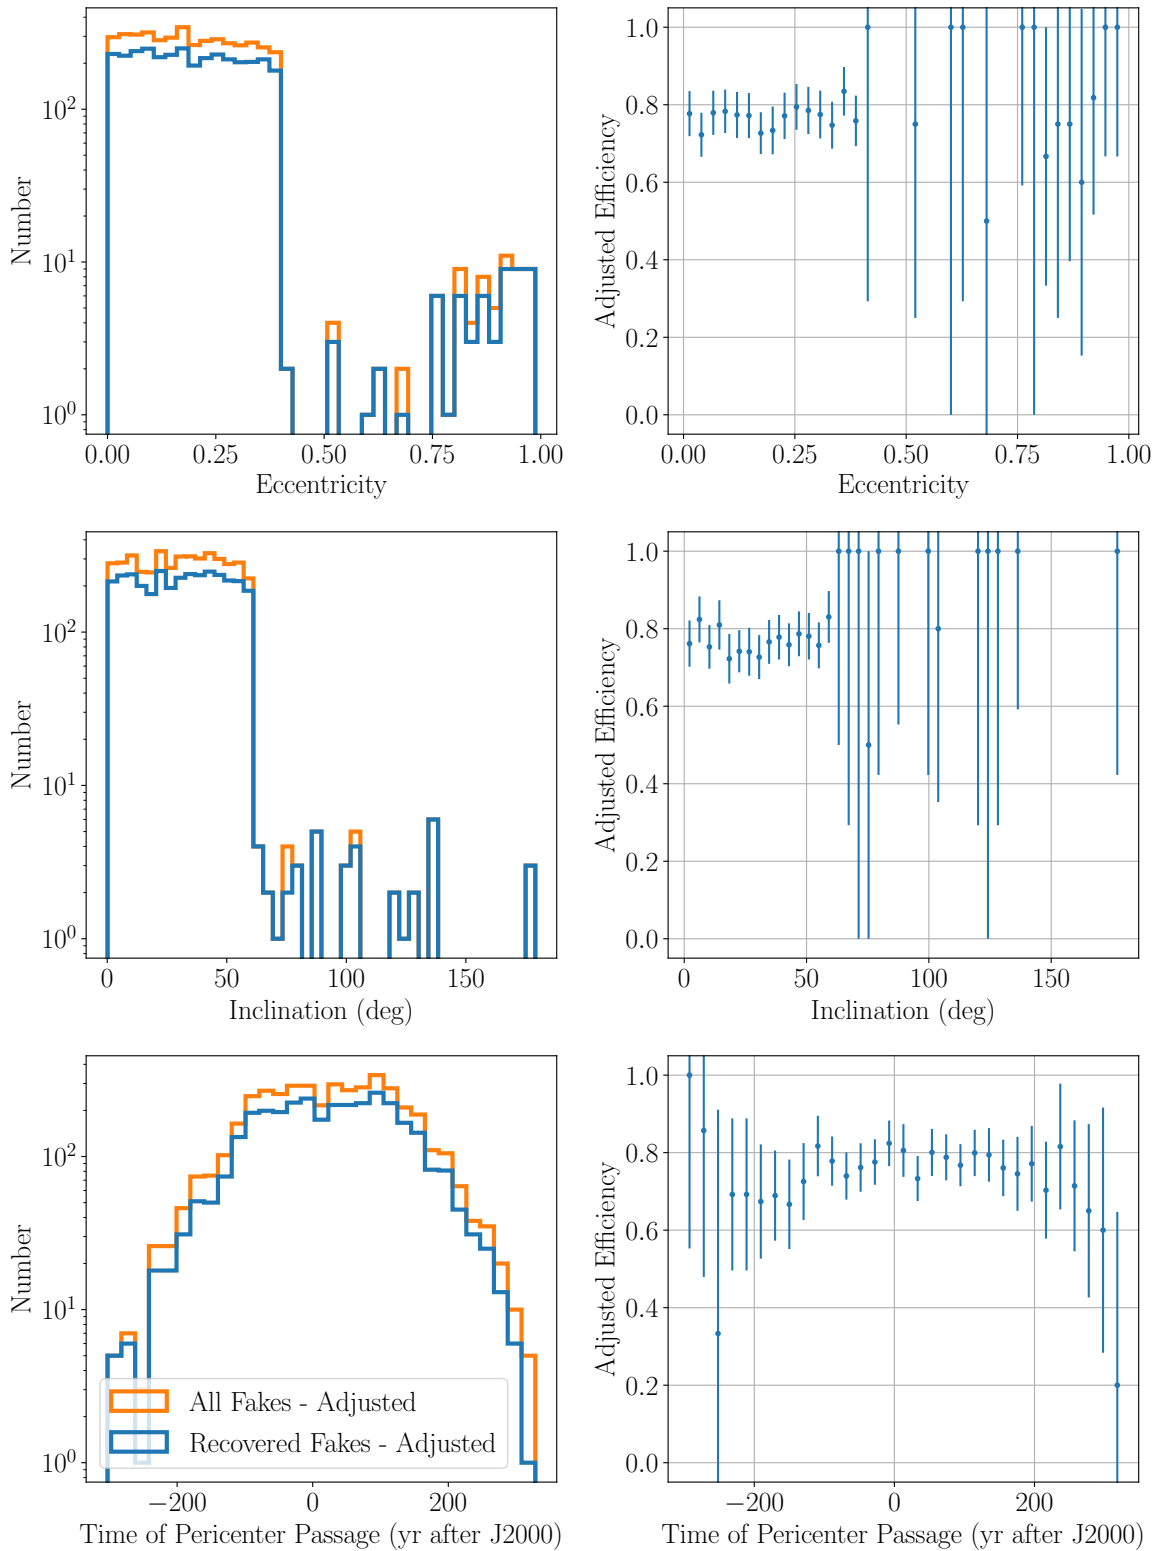 Number
10²
10¹
10⁰
0.00 0.25 0.50 0.75 1.00
Eccentricity
Adjusted Efficiency
1.0
0.8
0.6
0.4
0.2
0.0
0.00 0.25 0.50 0.75 1.00
Eccentricity
Number
10²
10¹
10⁰
0 50 100 150
Inclination (deg)
Adjusted Efficiency
1.0
0.8
0.6
0.4
0.2
0.0
0 50 100 150
Inclination (deg)
Number
10²
10¹
10⁰
All Fakes - Adjusted
Recovered Fakes - Adjusted
−200 0 200
Time of Pericenter Passage (yr after J2000)
Adjusted Efficiency
1.0
0.8
0.6
0.4
0.2
0.0
−200 0 200
Time of Pericenter Passage (yr after J2000)